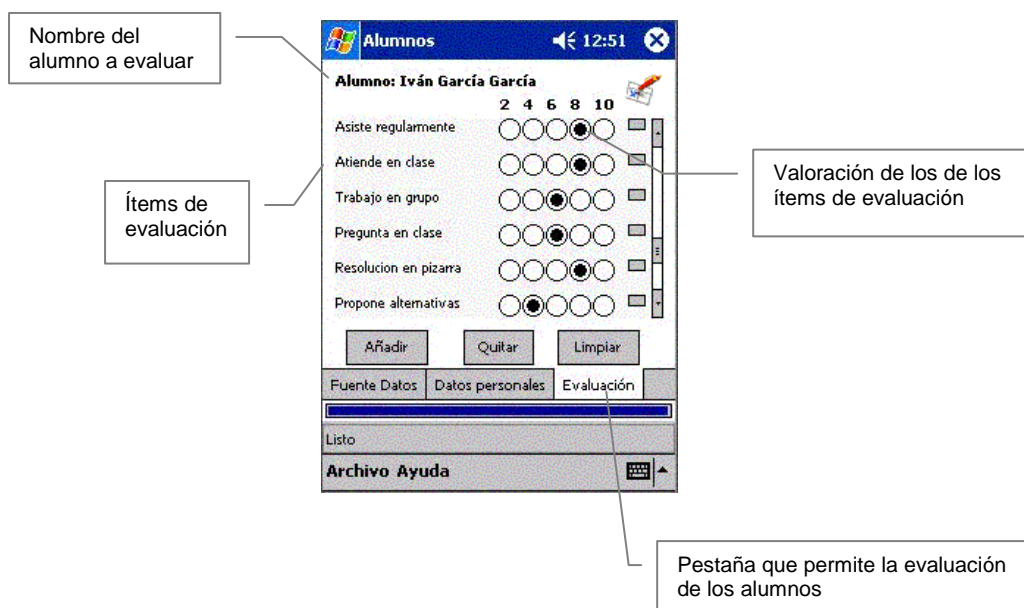 Nombre del
alumno a evaluar
Alumnos 12:51
Alumno: Iván García García
2 4 6 8 10
Asiste regularmente
Atiende en clase
Trabajo en grupo
Pregunta en clase
Resolucion en pizarra
Propone alternativas
Ítems de
evaluación
Valoración de los de los
ítems de evaluación
Añadir Quitar Limpiar
Fuente Datos Datos personales Evaluación
Listo
Archivo Ayuda
Pestaña que permite la evaluación
de los alumnos